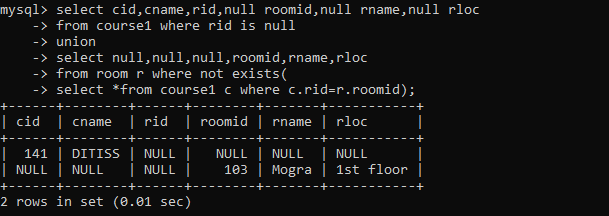 mysql> select cid,cname,rid,null roomid,null rname,null rloc
    -> from course1 where rid is null
    -> union
    -> select null,null,null,roomid,rname,rloc
    -> from room r where not exists(
    -> select *from course1 c where c.rid=r.roomid);
+------+--------+------+--------+-------+-----------+
| cid  | cname  | rid  | roomid | rname | rloc      |
+------+--------+------+--------+-------+-----------+
|  141 | DITISS | NULL |   NULL | NULL  | NULL      |
| NULL | NULL   | NULL |    103 | Mogra | 1st floor |
+------+--------+------+--------+-------+-----------+
2 rows in set (0.01 sec)